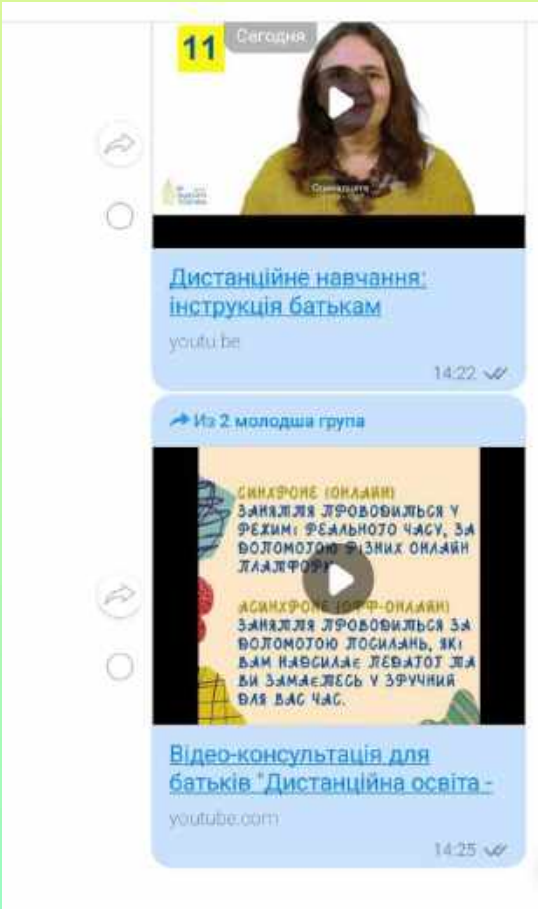 11
Сегодня
Дистанційне навчання:
інструкція батькам
youtu.be
14:22
Из 2 молодша група
СИНХРОНЕ (ОНЛАЙН)
ЗАНЯТТЯ ПРОВОДИТЬСЯ У
РЕЖИМІ РЕАЛЬНОГО ЧАСУ, ЗА
ДОПОМОГОЮ РІЗНИХ ОНЛАЙН
АСИНХРОНЕ (ОФФ-ОНЛАЙН)
ЗАНЯТТЯ ПРОВОДИТЬСЯ ЗА
ДОПОМОГОЮ ПОСИЛАНЬ, ЯКІ
ВАМ НАДСИЛАЄ ПЕДАГОГ ТА
ВИ ЗАЙМАЄТЕСЬ У ЗРУЧНИЙ
ДЛЯ ВАС ЧАС.
Відео-консультація для
батьків "Дистанційна освіта -
youtube.com
14:25